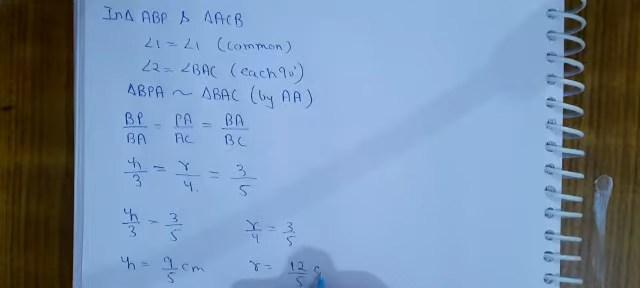 In Δ ABP & ΔACB
∠1 = ∠1 (common)
∠2 = ∠BAC (each 90°)
ΔBPA ~ ΔBAC (by AA)
BP/BA = PA/AC = BA/BC
h/3 = r/4 = 3/5
h/3 = 3/5 r/4 = 3/5
h = 9/5 cm r = 12/5 c